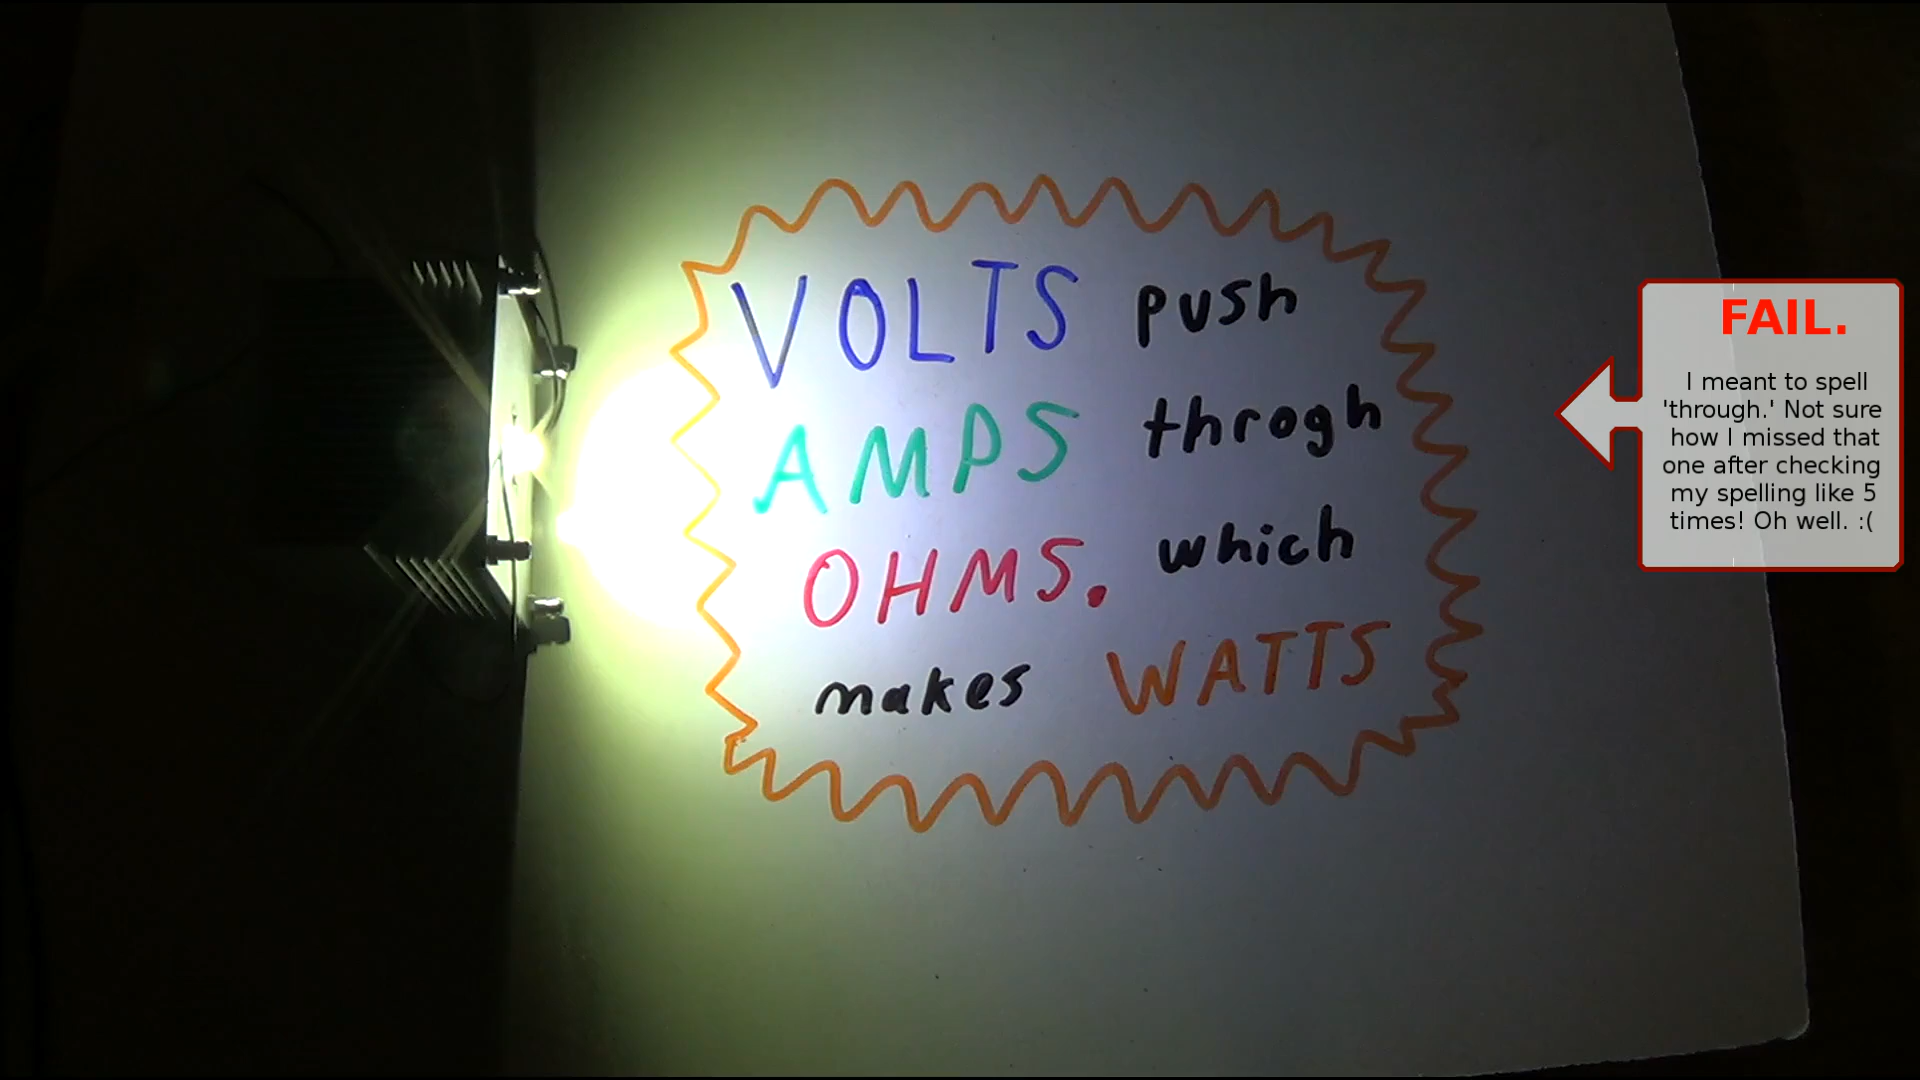 VOLTS push
AMPS throgh
OHMS. which
makes WATTS
FAIL.
I meant to spell
'through.' Not sure
how I missed that
one after checking
my spelling like 5
times! Oh well. :(